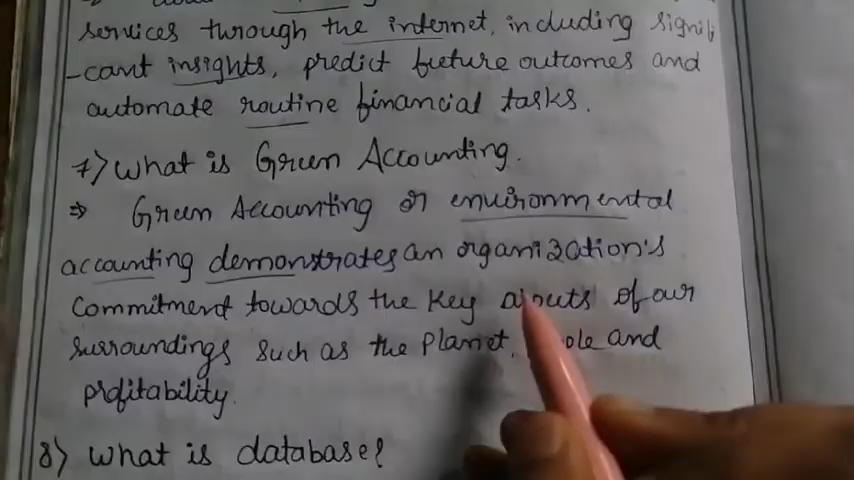 services through the internet, including signifi
-cant insights, predict future outcomes and
automate routine financial tasks.
7) what is Green Accounting.
⇒ Green Accounting or environmental
accounting demonstrates an organization's
Commitment towards the key of our
surroundings such as the Planet, and
profitability.
8) what is database?